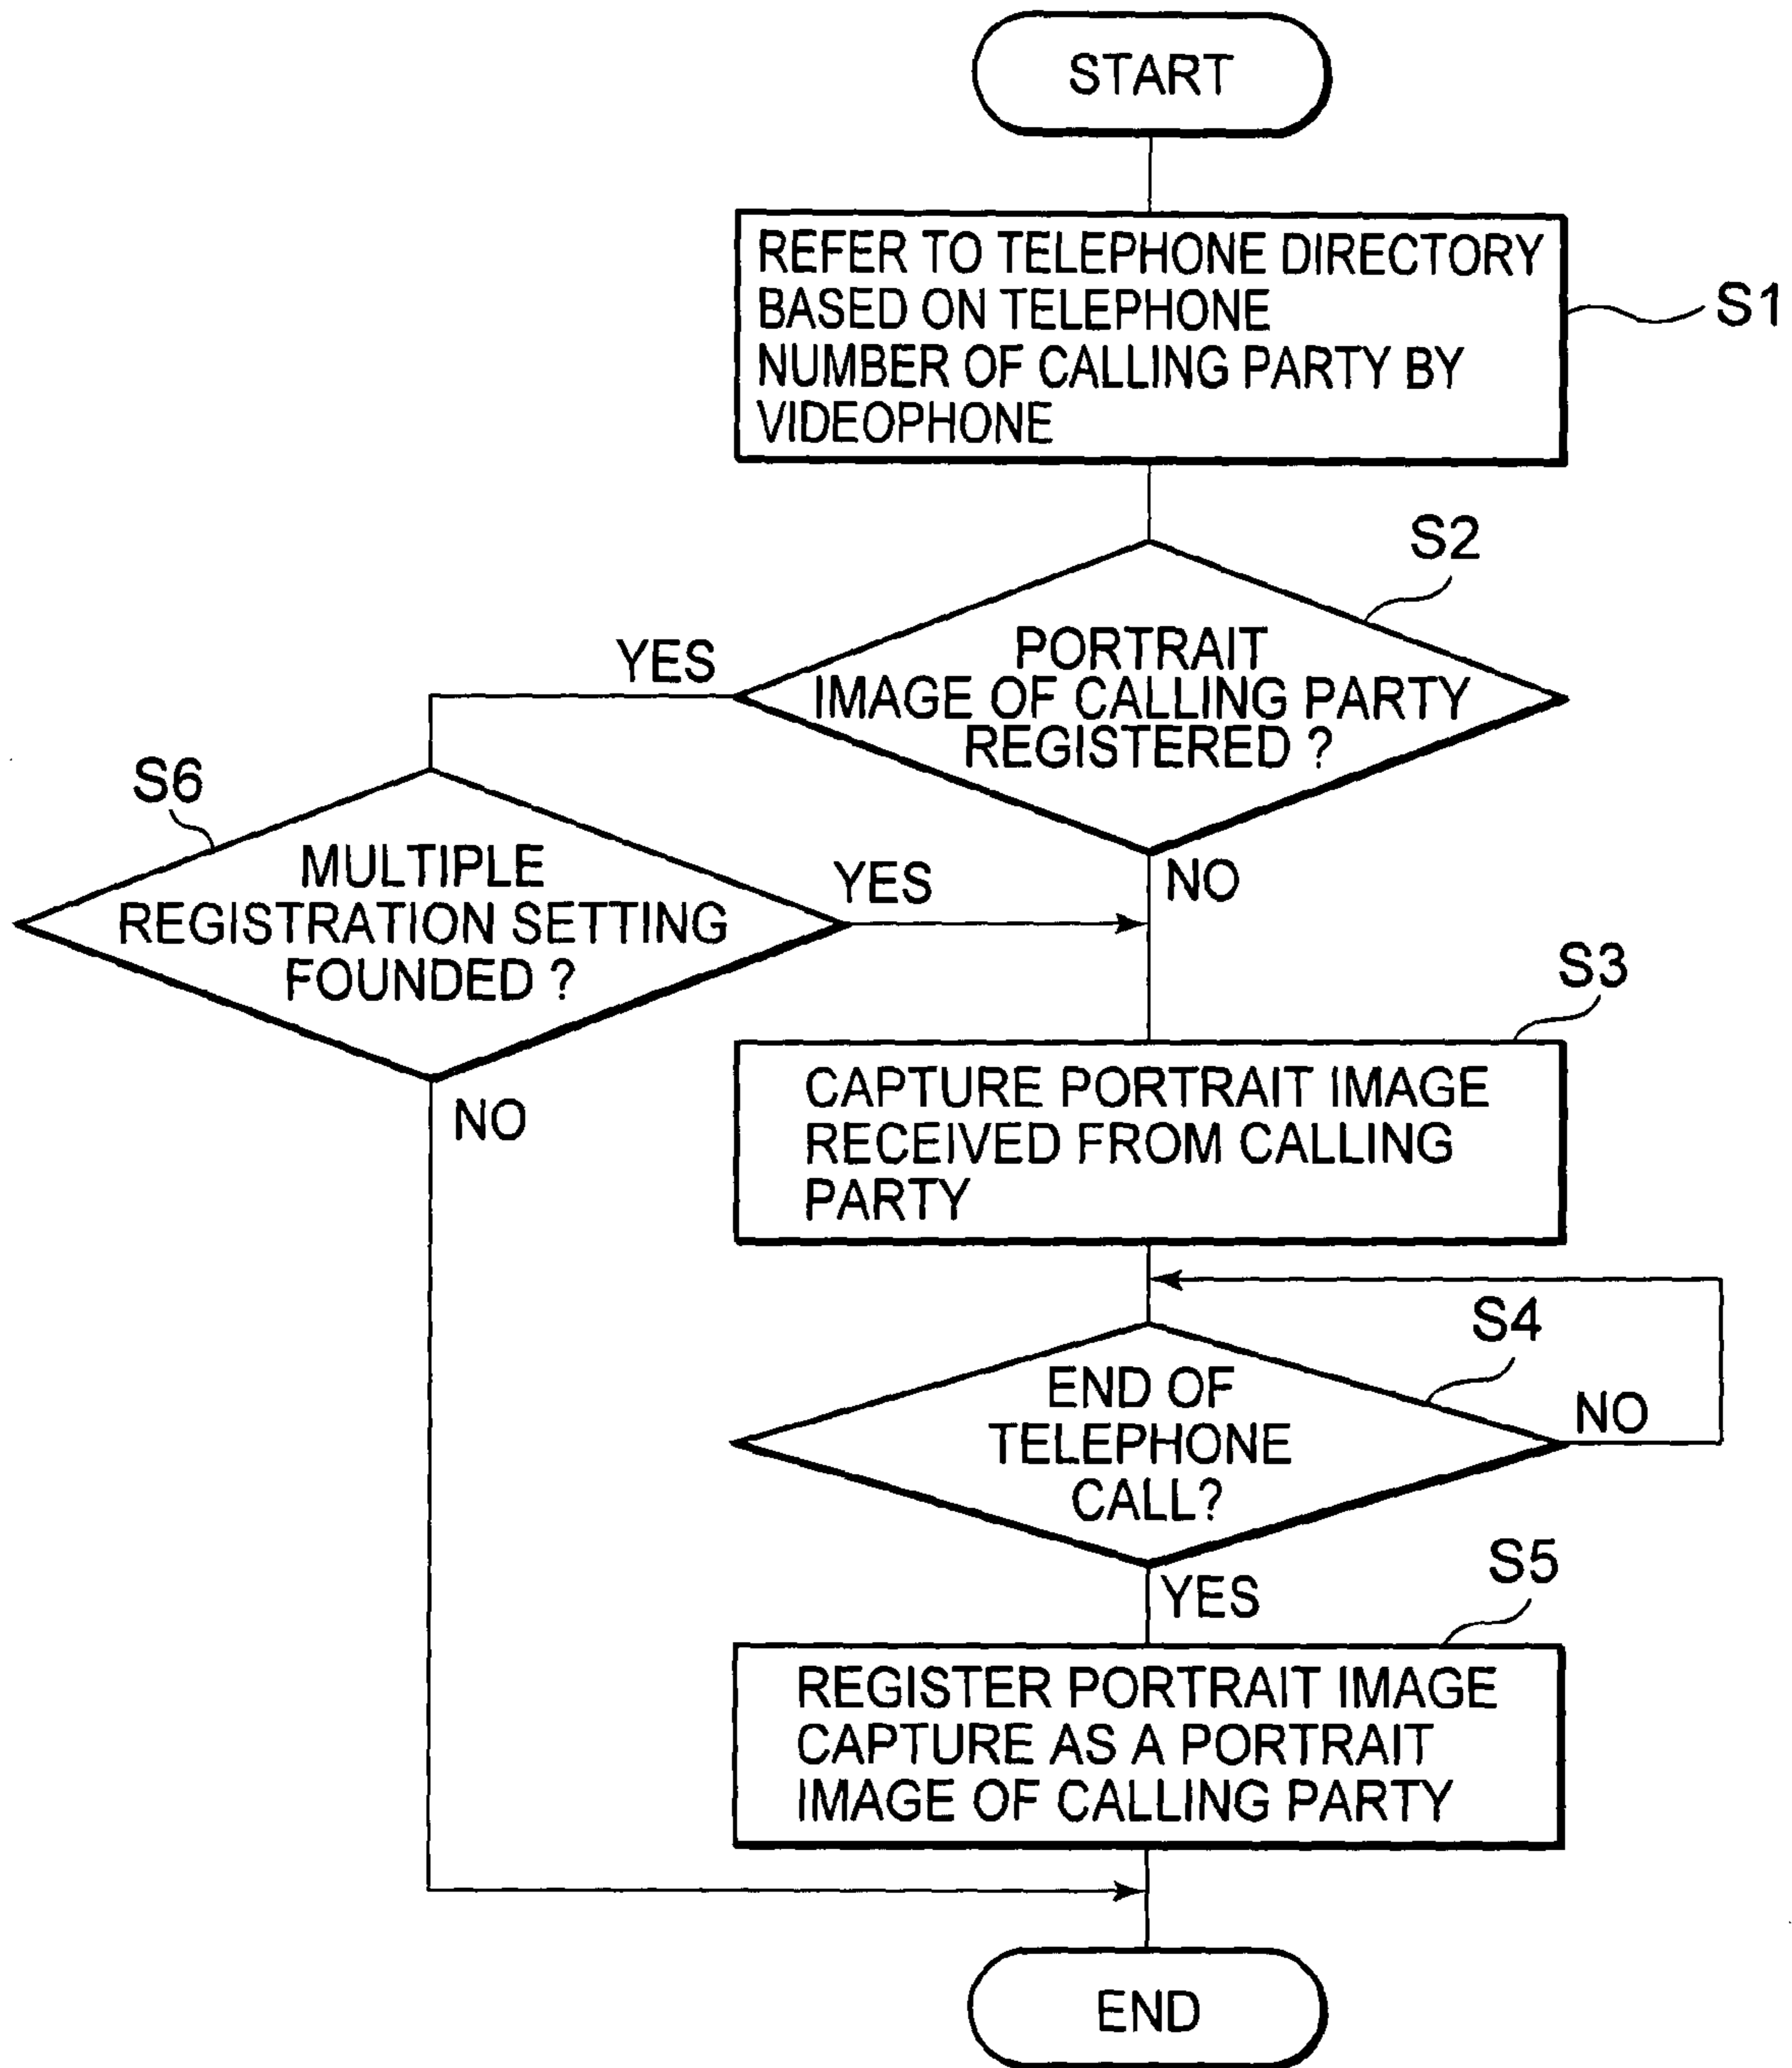 START
REFER TO TELEPHONE DIRECTORY
BASED ON TELEPHONE
NUMBER OF CALLING PARTY BY
VIDEOPHONE
S1
S2
PORTRAIT
IMAGE OF CALLING PARTY
REGISTERED ?
YES
NO
S6
MULTIPLE
REGISTRATION SETTING
FOUNDED ?
YES
NO
S3
CAPTURE PORTRAIT IMAGE
RECEIVED FROM CALLING
PARTY
S4
END OF
TELEPHONE
CALL?
NO
YES
S5
REGISTER PORTRAIT IMAGE
CAPTURE AS A PORTRAIT
IMAGE OF CALLING PARTY
END